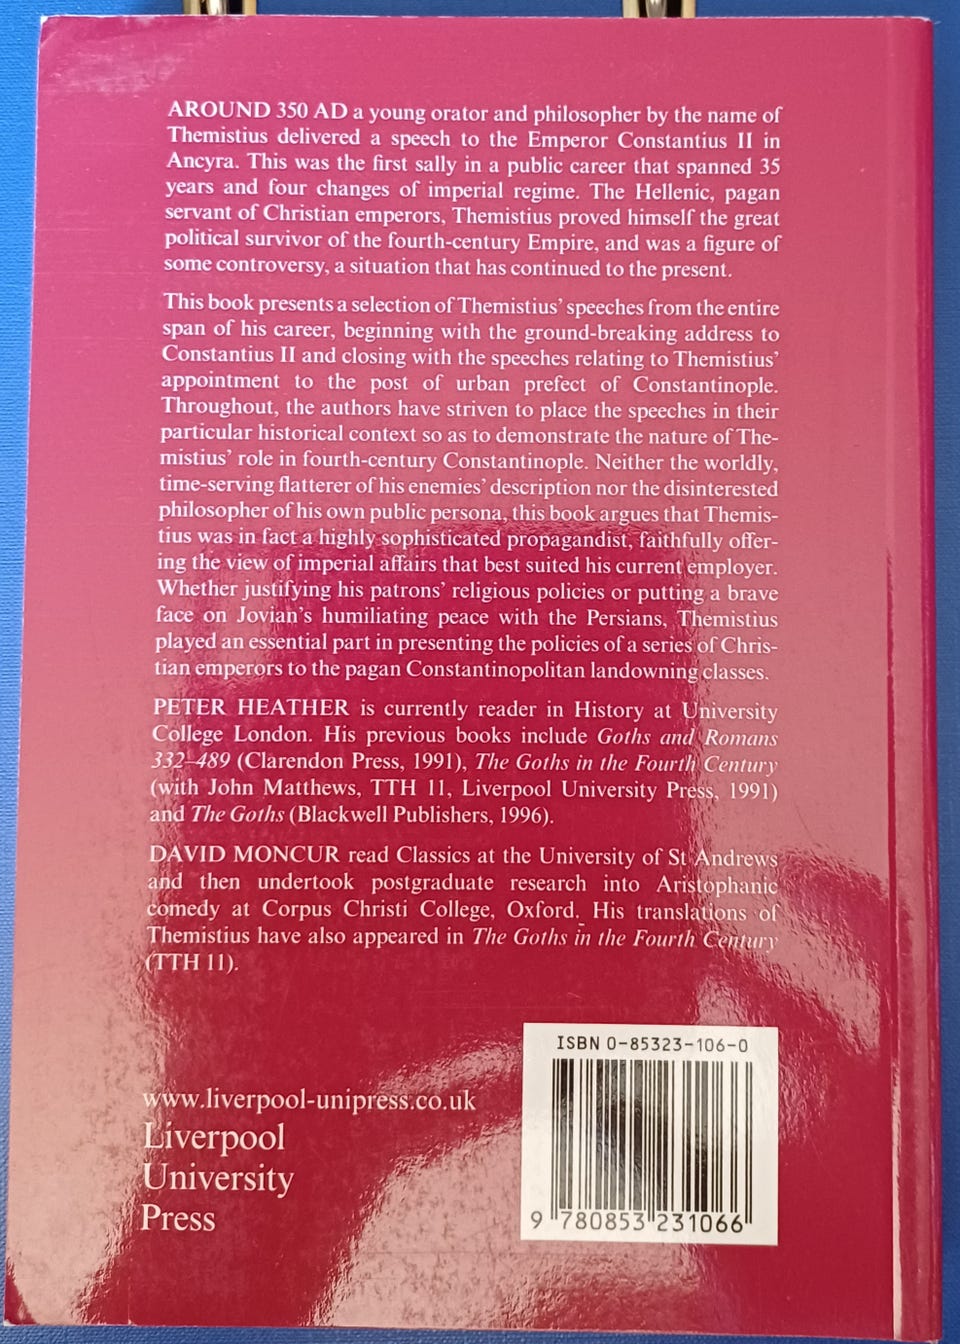 AROUND 350 AD a young orator and philosopher by the name of
Themistius delivered a speech to the Emperor Constantius II in
Ancyra. This was the first sally in a public career that spanned 35
years and four changes of imperial regime. The Hellenic, pagan
servant of Christian emperors, Themistius proved himself the great
political survivor of the fourth-century Empire, and was a figure of
some controversy, a situation that has continued to the present.
This book presents a selection of Themistius' speeches from the entire
span of his career, beginning with the ground-breaking address to
Constantius II and closing with the speeches relating to Themistius'
appointment to the post of urban prefect of Constantinople.
Throughout, the authors have striven to place the speeches in their
particular historical context so as to demonstrate the nature of The-
mistius' role in fourth-century Constantinople. Neither the worldly,
time-serving flatterer of his enemies' description nor the disinterested
philosopher of his own public persona, this book argues that Themis-
tius was in fact a highly sophisticated propagandist, faithfully offer-
ing the view of imperial affairs that best suited his current employer.
Whether justifying his patrons' religious policies or putting a brave
face on Jovian's humiliating peace with the Persians, Themistius
played an essential part in presenting the policies of a series of Chris-
tian emperors to the pagan Constantinopolitan landowning classes.
PETER HEATHER is currently reader in History at University
College London. His previous books include Goths and Romans
332–489 (Clarendon Press, 1991), The Goths in the Fourth Century
(with John Matthews, TTH 11, Liverpool University Press, 1991)
and The Goths (Blackwell Publishers, 1996).
DAVID MONCUR read Classics at the University of St Andrews
and then undertook postgraduate research into Aristophanic
comedy at Corpus Christi College, Oxford. His translations of
Themistius have also appeared in The Goths in the Fourth Century
(TTH 11).
ISBN 0-85323-106-0
www.liverpool-unipress.co.uk
Liverpool
University
Press
9 780853 231066